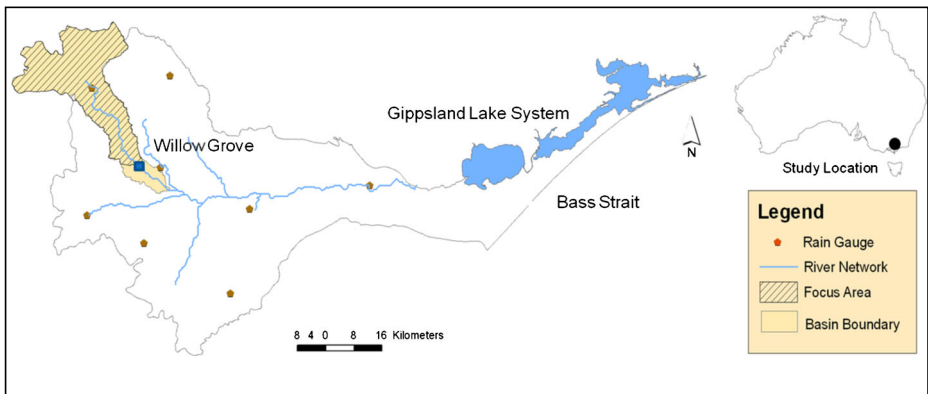 Willow Grove
Gippsland Lake System
Bass Strait
N
Study Location
8 4 0 8 16 Kilometers
Legend
Rain Gauge
River Network
Focus Area
Basin Boundary